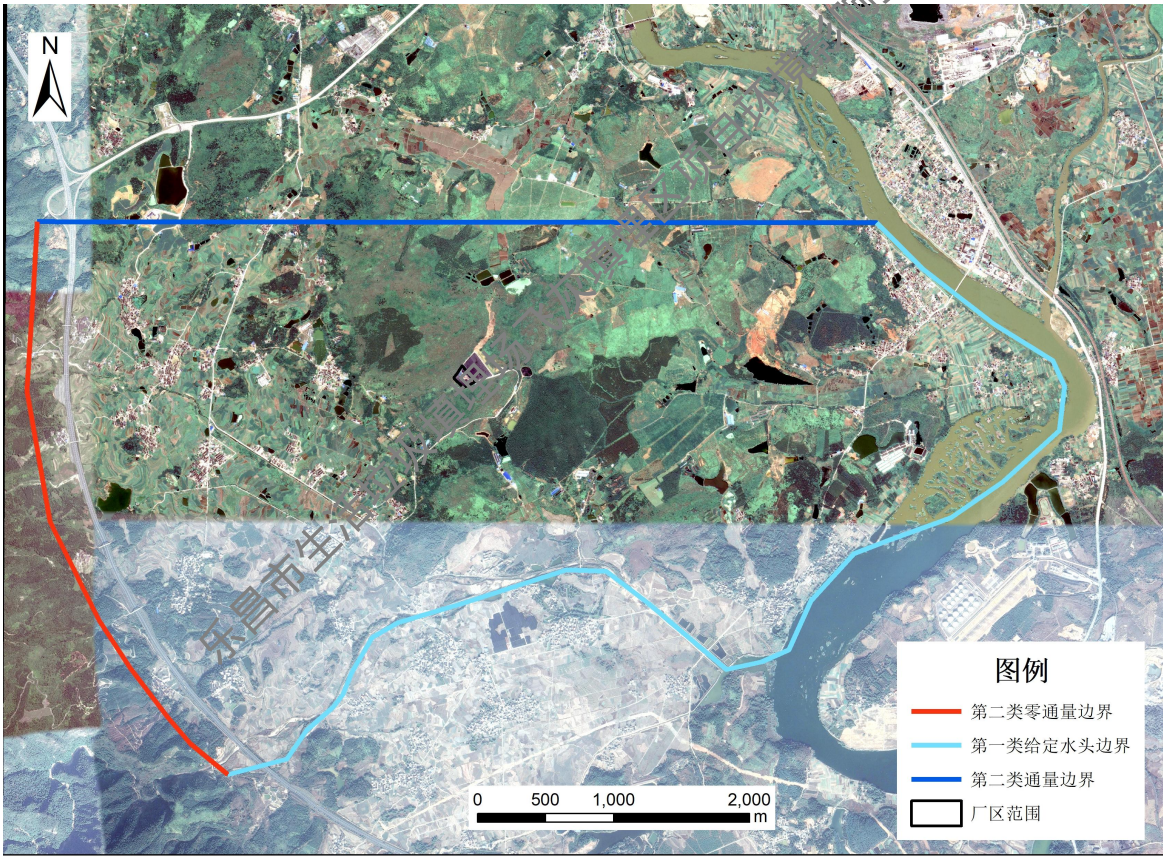 N
乐昌市生活
图例
第二类零通量边界
第一类给定水头边界
第二类通量边界
厂区范围
0 500 1,000 2,000
m